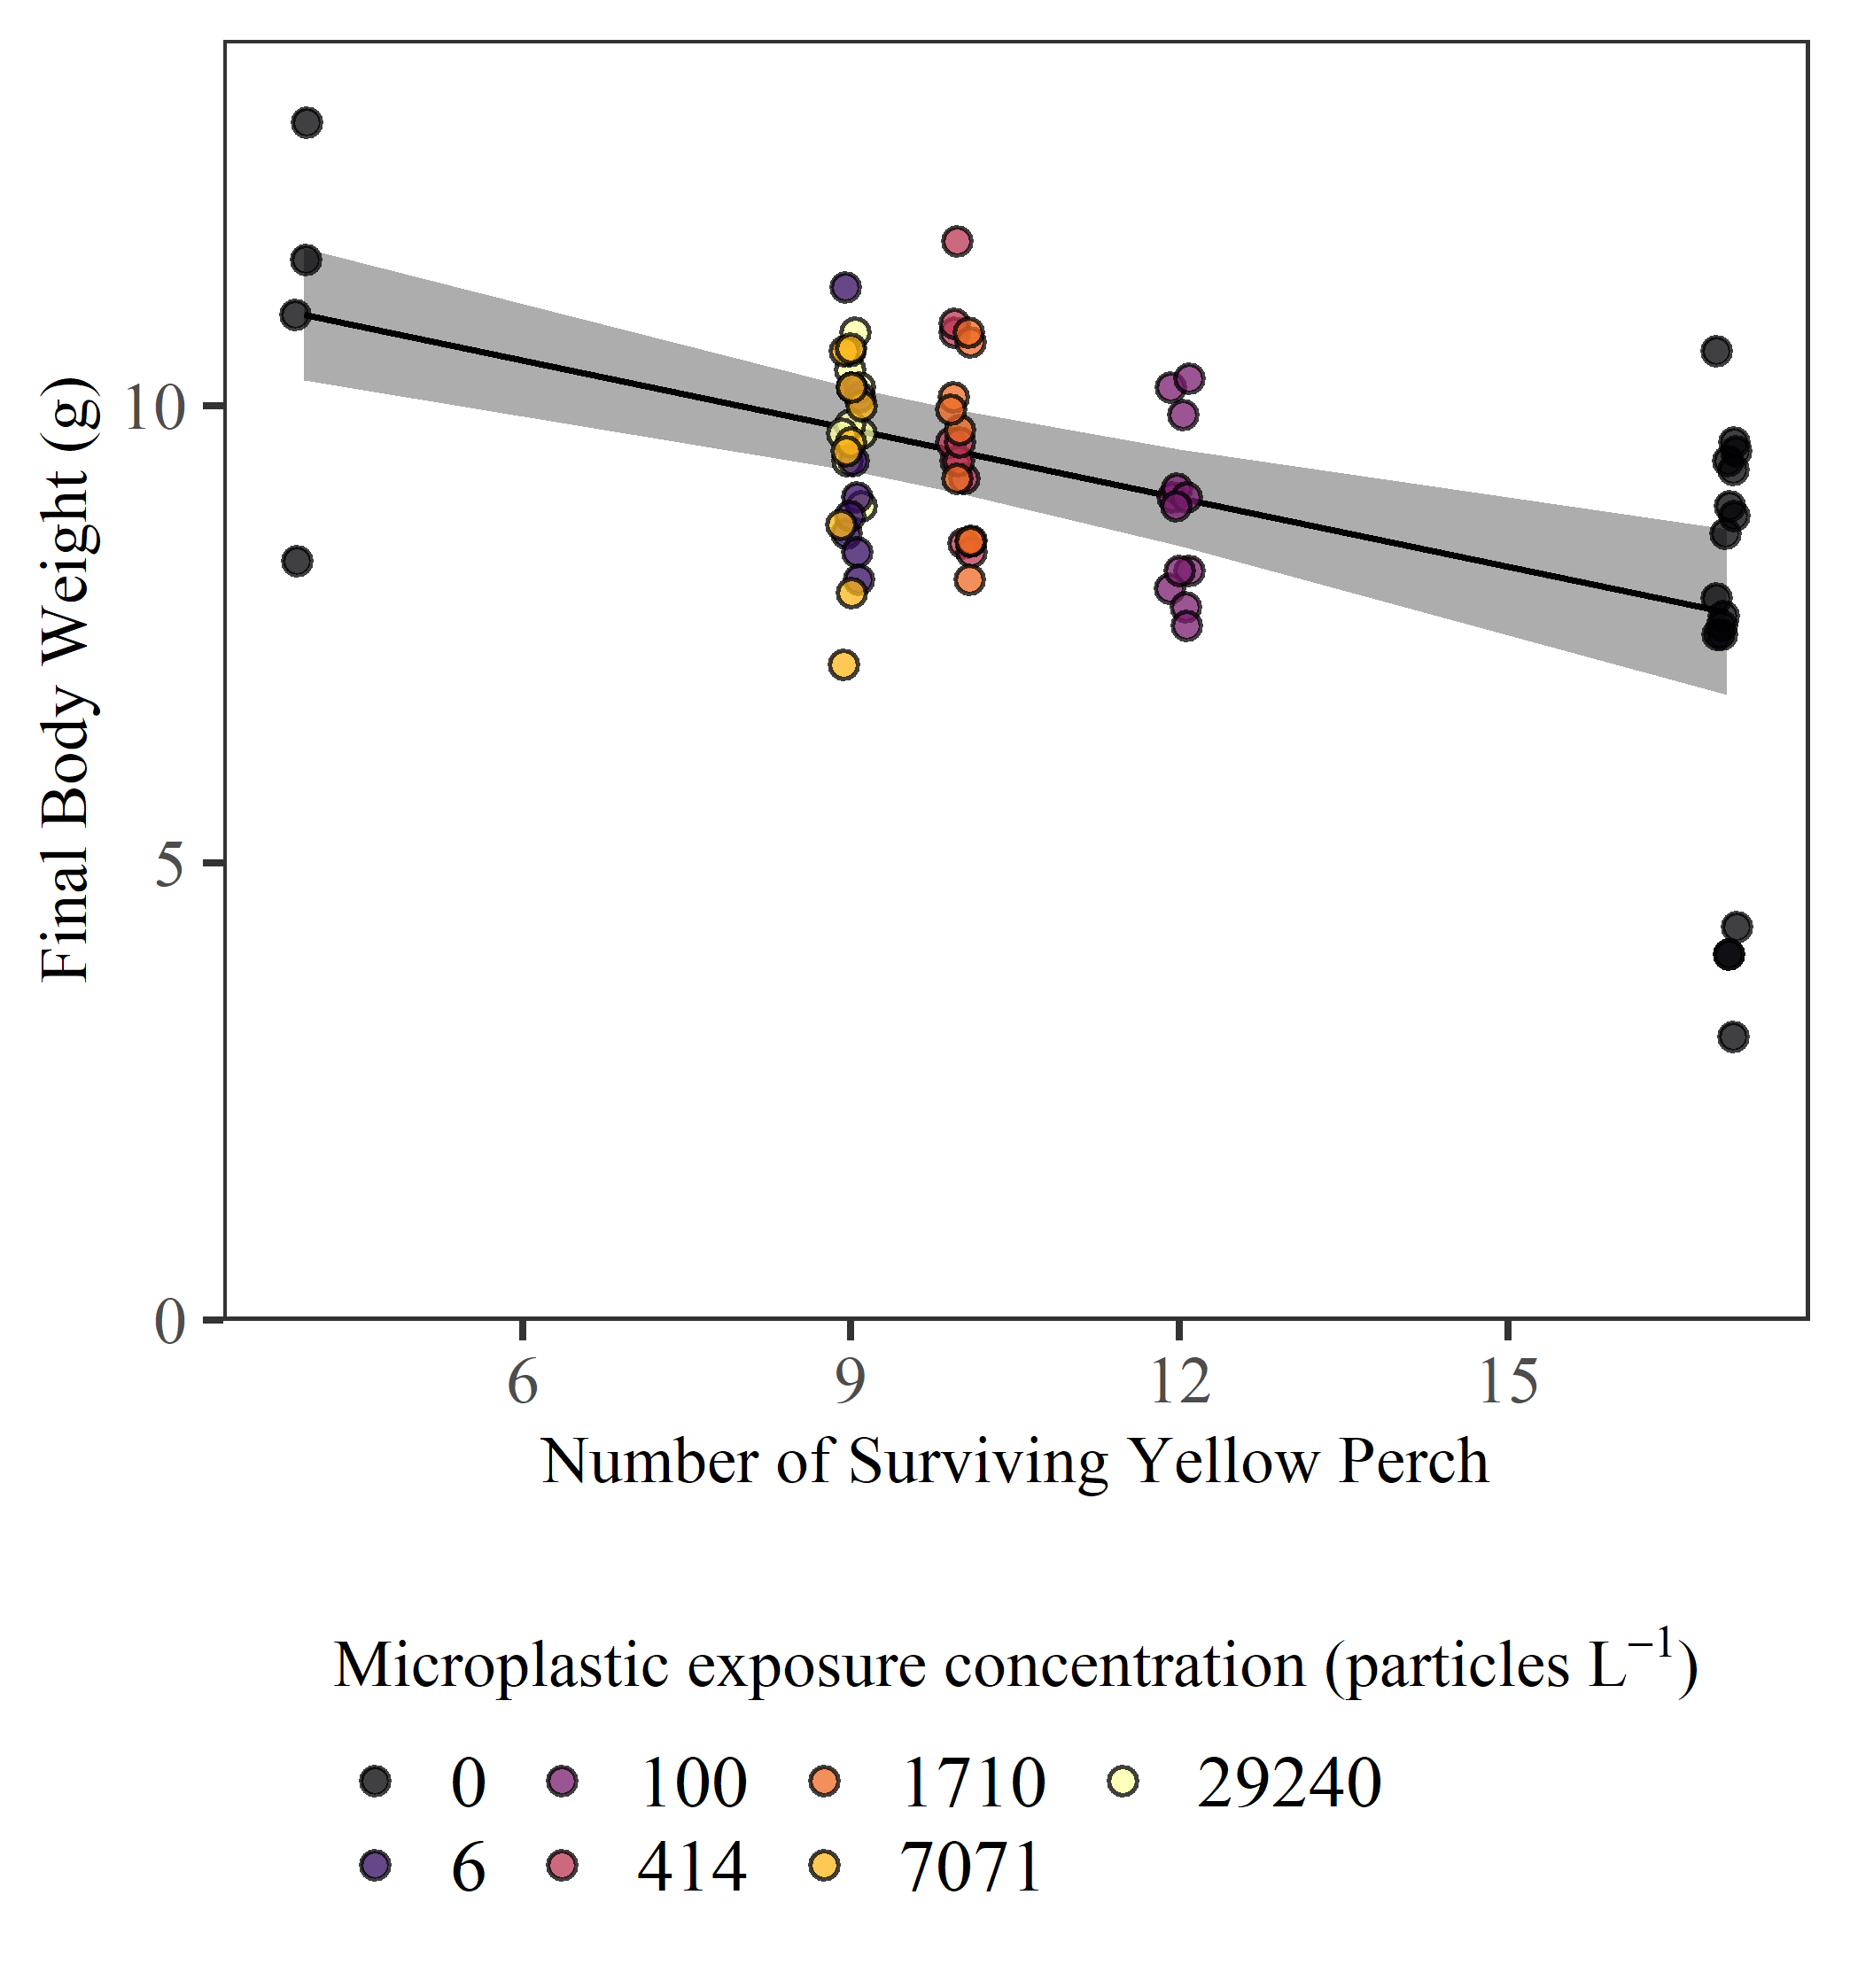 Final Body Weight (g)
10
5
0
6 9 12 15
Number of Surviving Yellow Perch
Microplastic exposure concentration (particles L⁻¹)
0 100 1710 29240
6 414 7071